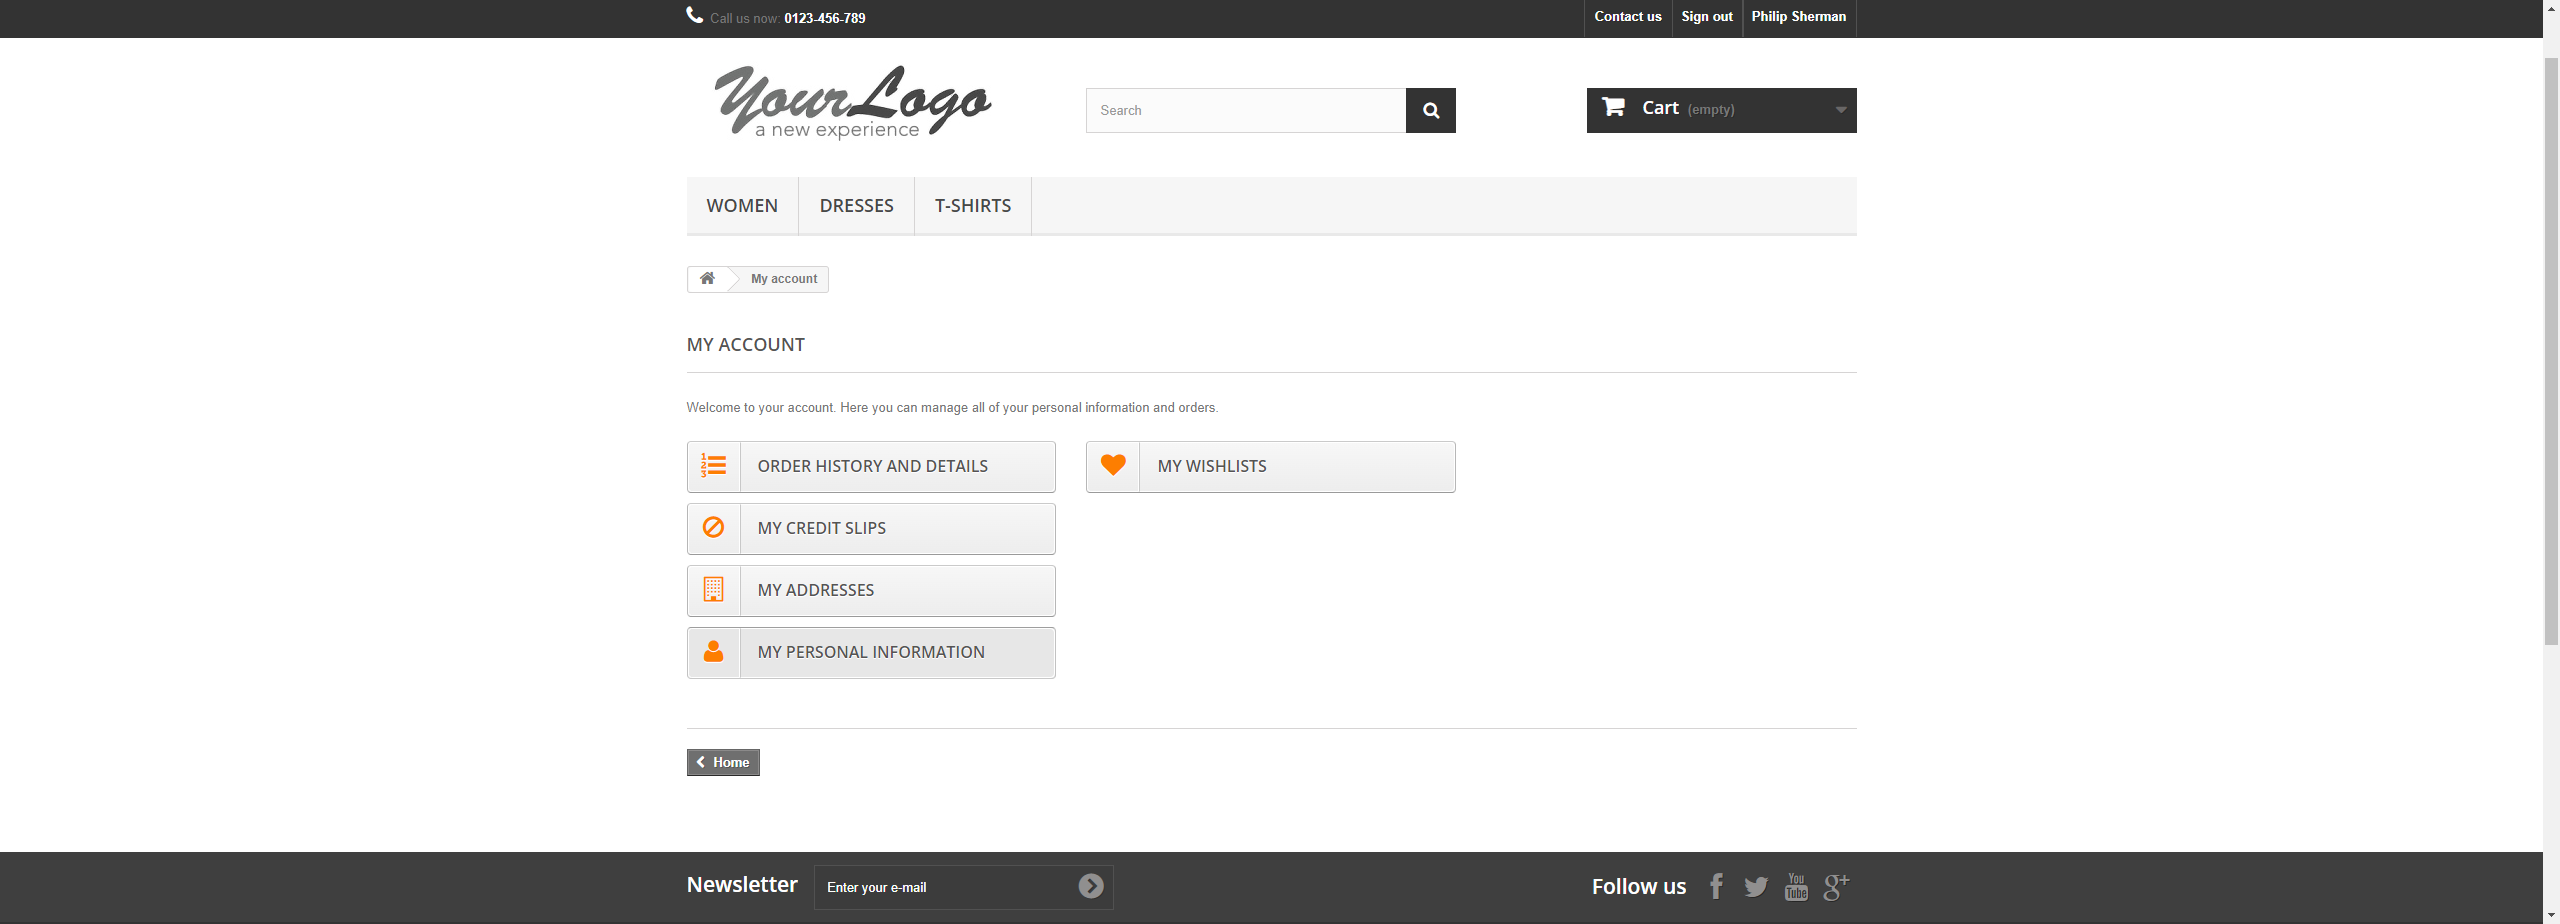 Call us now: 0123-456-789
Contact us
Sign out
Philip Sherman
YourLogo
a new experience
Search
Cart (empty)
WOMEN
DRESSES
T-SHIRTS
My account
MY ACCOUNT
Welcome to your account. Here you can manage all of your personal information and orders.
ORDER HISTORY AND DETAILS
MY WISHLISTS
MY CREDIT SLIPS
MY ADDRESSES
MY PERSONAL INFORMATION
Home
Newsletter
Enter your e-mail
Follow us
You
Tube